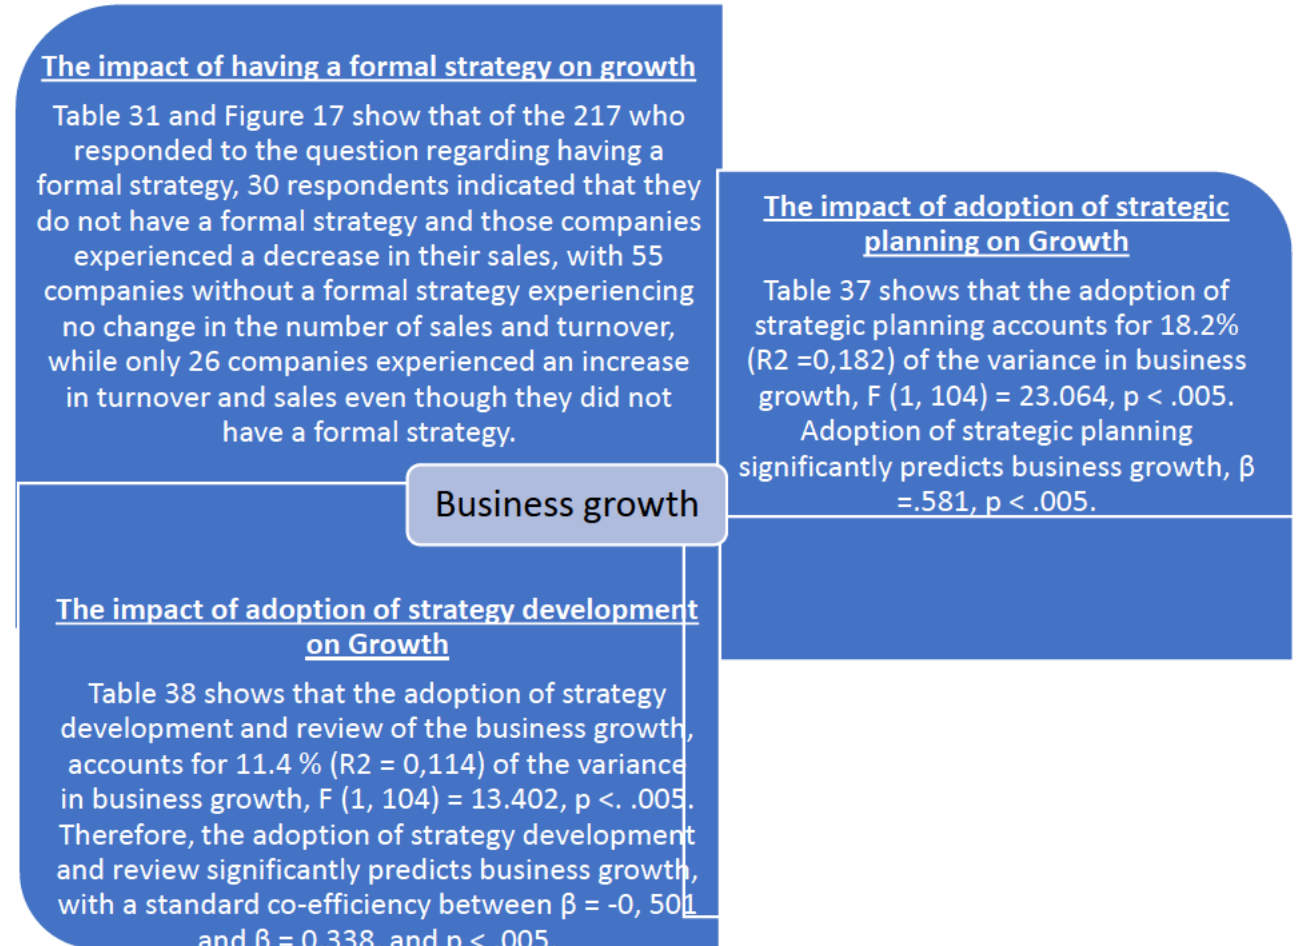 The impact of having a formal strategy on growth
Table 31 and Figure 17 show that of the 217 who
responded to the question regarding having a
formal strategy, 30 respondents indicated that they
do not have a formal strategy and those companies
experienced a decrease in their sales, with 55
companies without a formal strategy experiencing
no change in the number of sales and turnover,
while only 26 companies experienced an increase
in turnover and sales even though they did not
have a formal strategy.
The impact of adoption of strategic
planning on Growth
Table 37 shows that the adoption of
strategic planning accounts for 18.2%
(R2 =0,182) of the variance in business
growth, F (1, 104) = 23.064, p < .005.
Adoption of strategic planning
significantly predicts business growth, β
=.581, p < .005.
Business growth
The impact of adoption of strategy development
on Growth
Table 38 shows that the adoption of strategy
development and review of the business growth,
accounts for 11.4 % (R2 = 0,114) of the variance
in business growth, F (1, 104) = 13.402, p <. .005.
Therefore, the adoption of strategy development
and review significantly predicts business growth,
with a standard co-efficiency between β = -0, 501
and β = 0.338, and p < .005